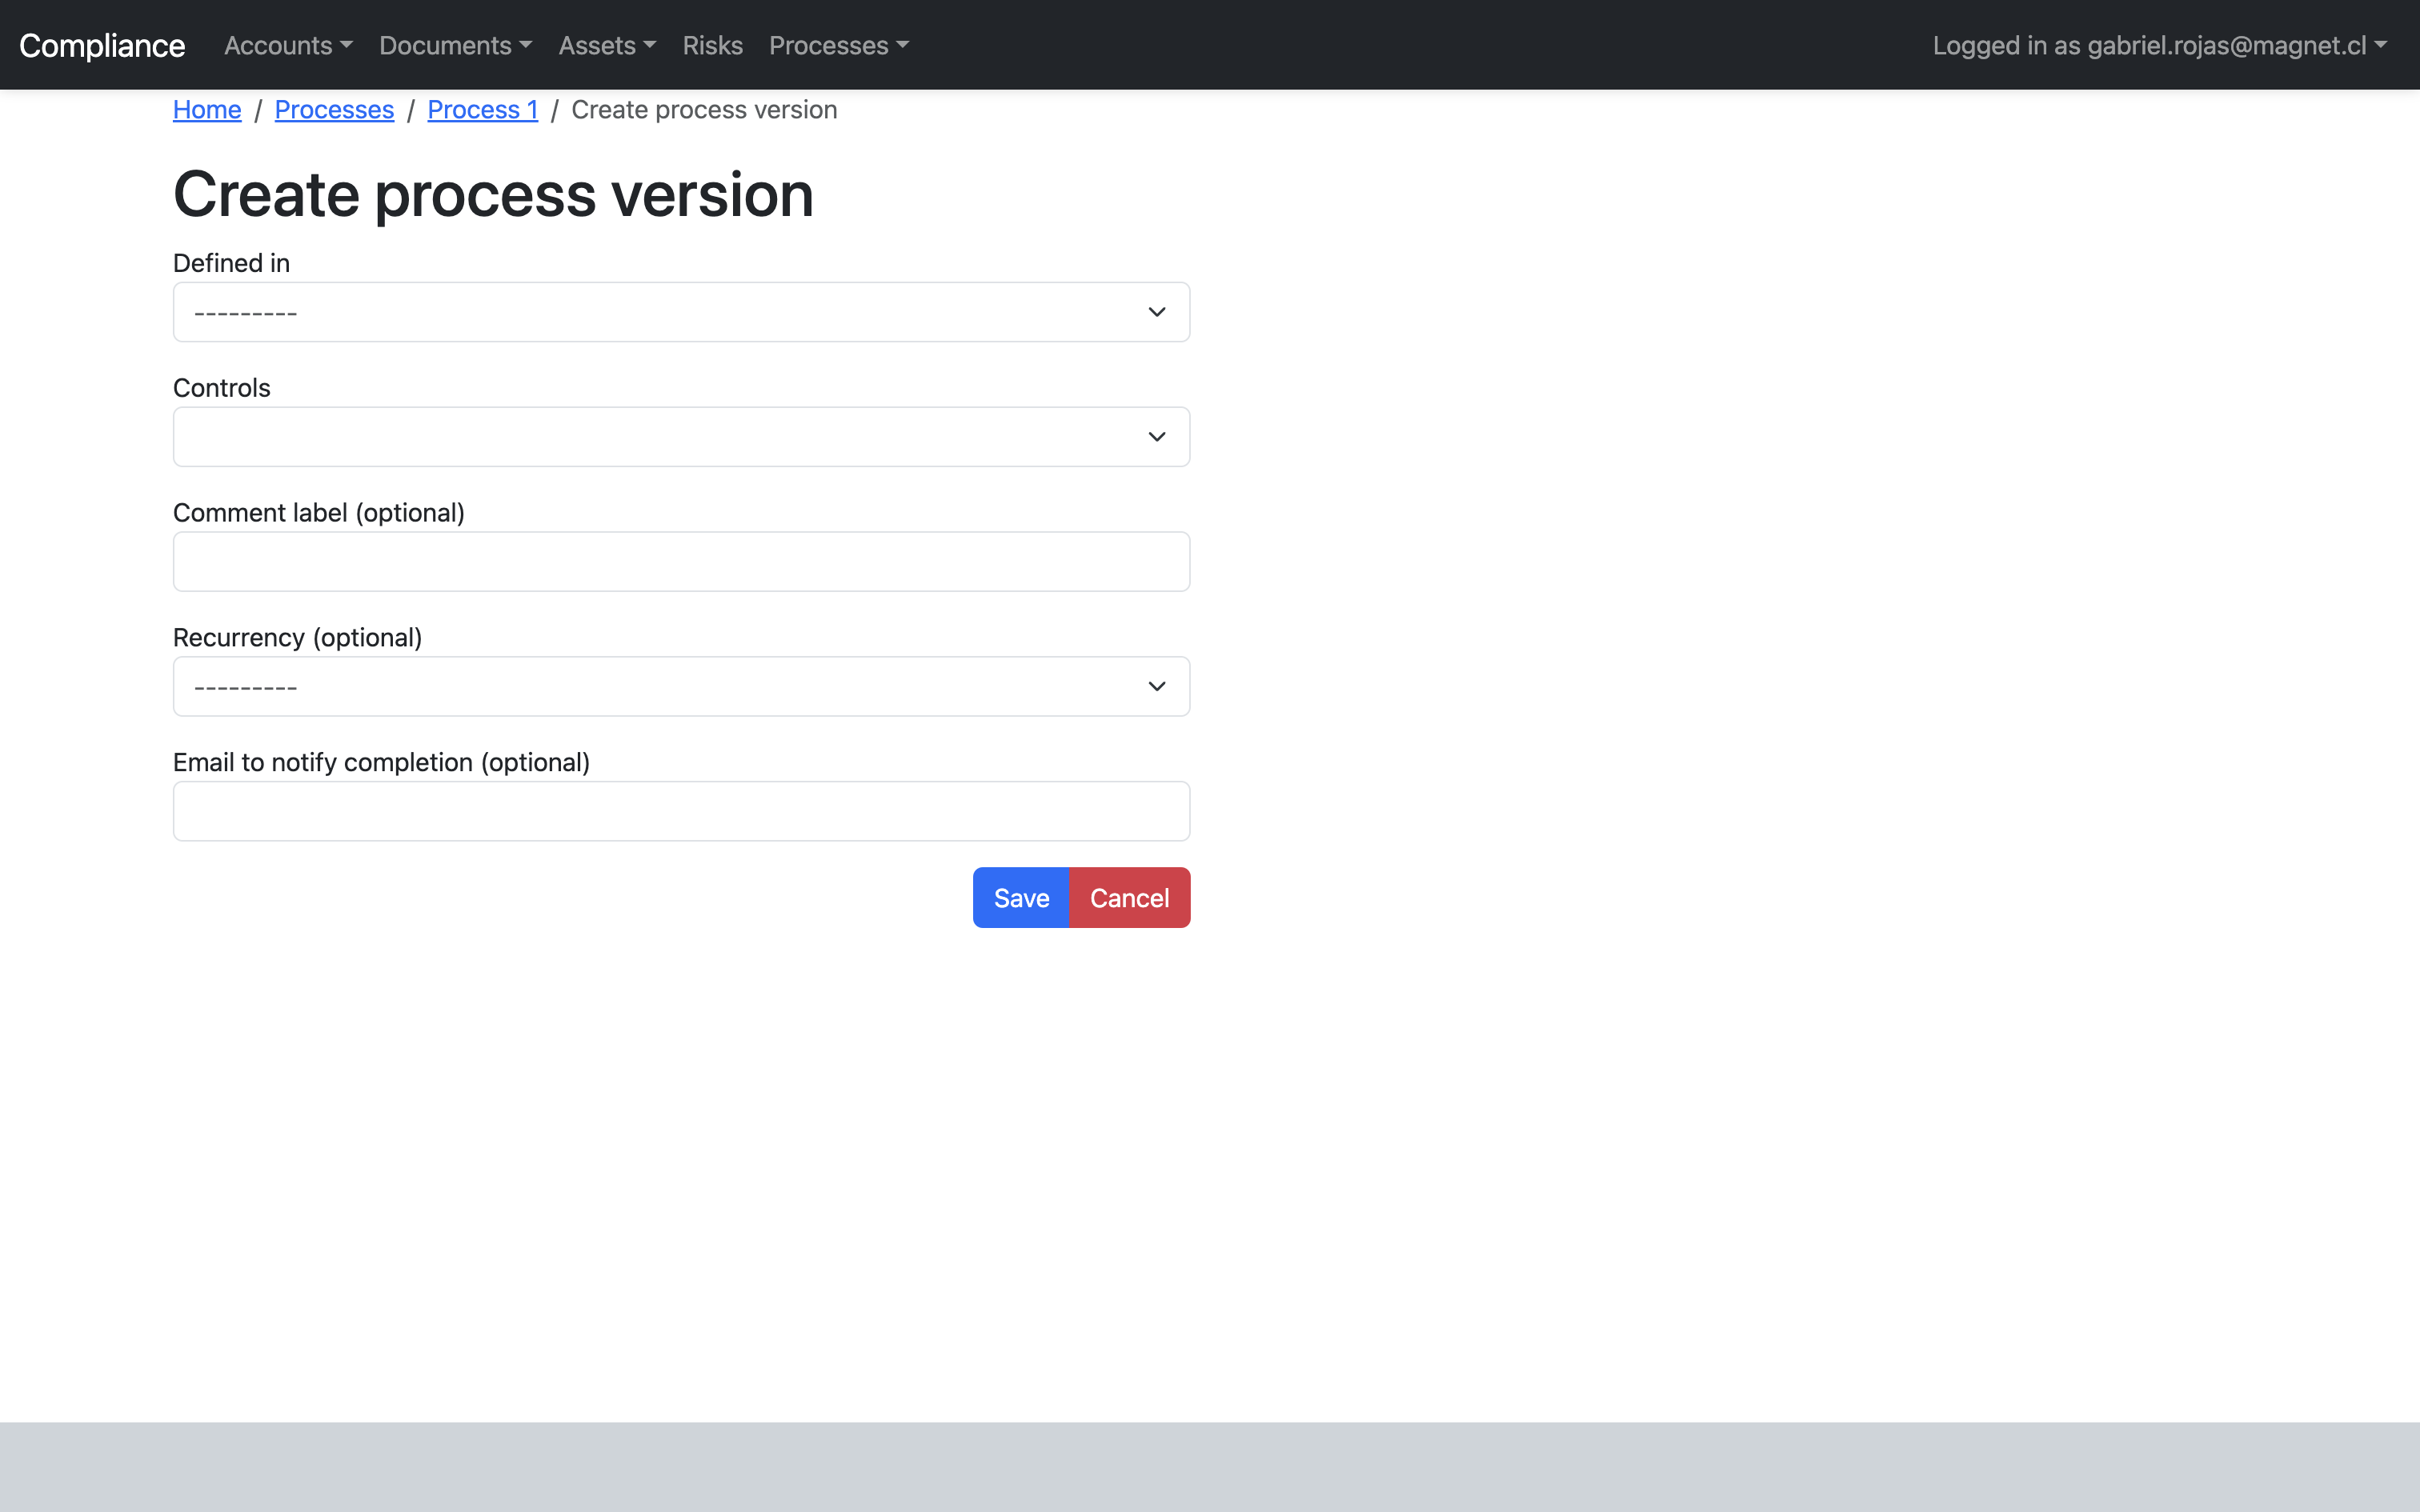 Compliance Accounts Documents Assets Risks Processes Logged in as gabriel.rojas@magnet.cl
Home / Processes / Process 1 / Create process version
Create process version
Defined in
---------
Controls
Comment label (optional)
Recurrency (optional)
---------
Email to notify completion (optional)
Save Cancel